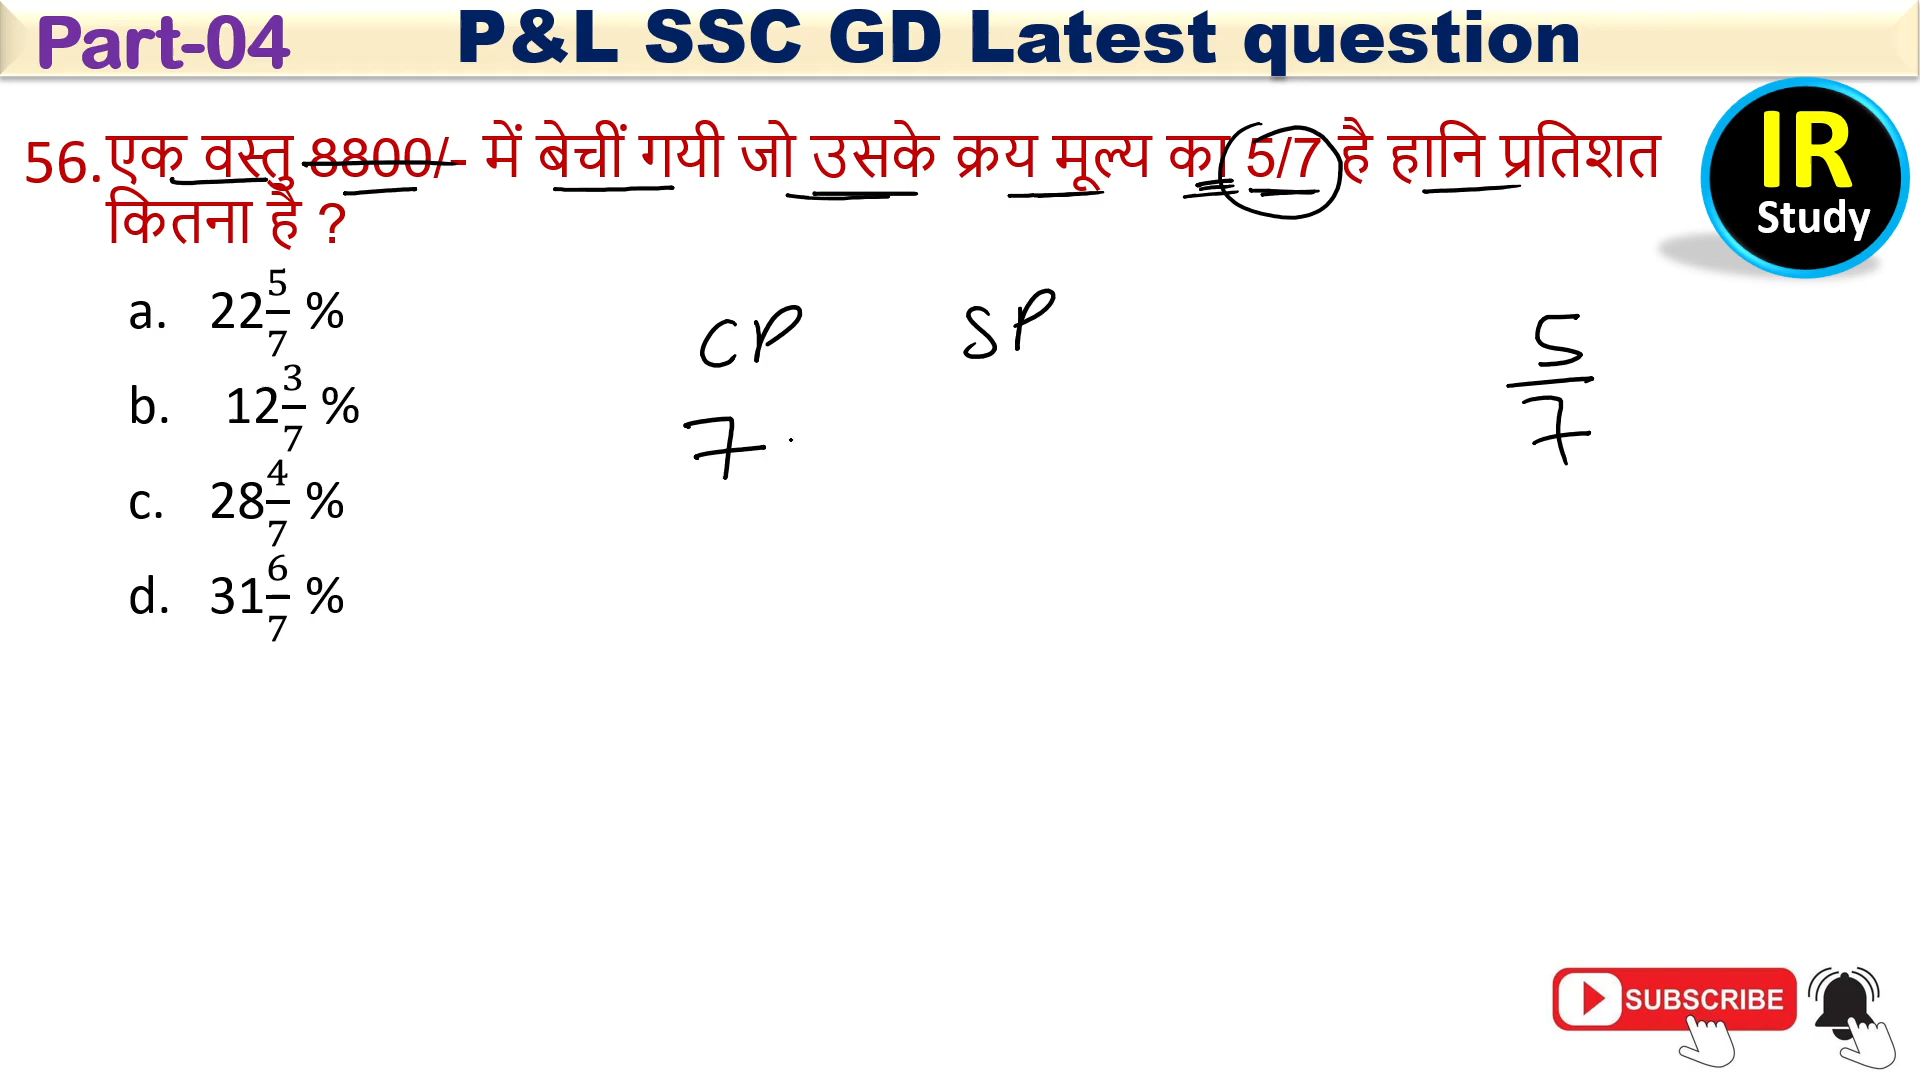 Part-04 P&L SSC GD Latest question
56. एक वस्तु 8800/- में बेचीं गयी जो उसके क्रय मूल्य का 5/7 है हानि प्रतिशत
कितना है ?
IR
Study
a. 22 5/7 %
b. 12 3/7 %
c. 28 4/7 %
d. 31 6/7 %
CP SP
7
5/7
SUBSCRIBE